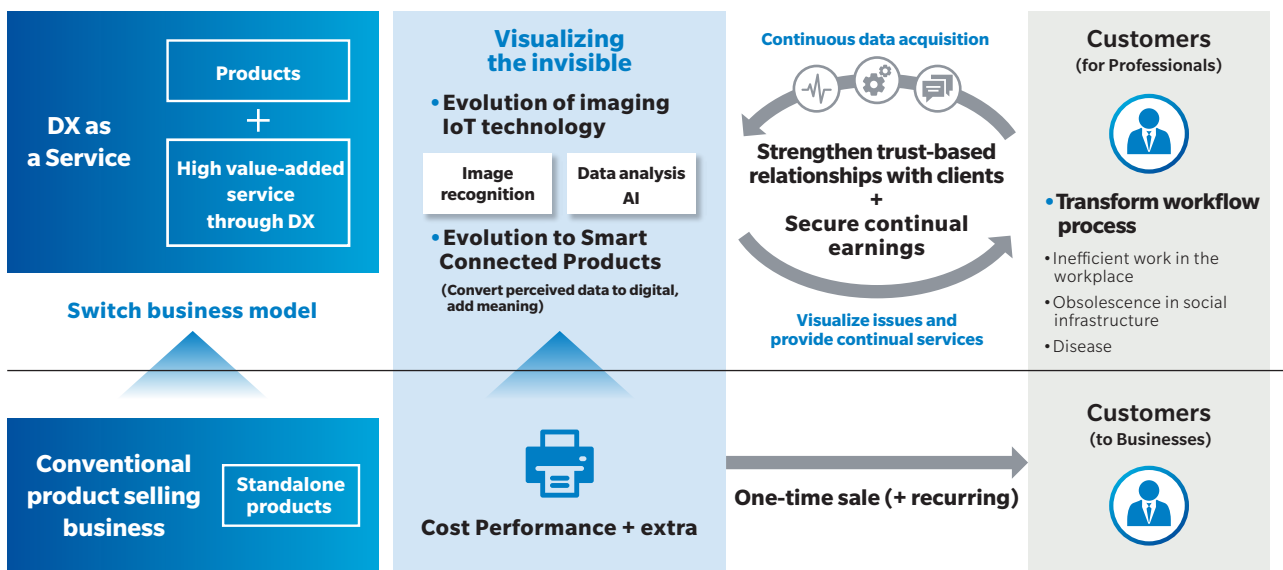 DX as
a Service
Products
+
High value-added
service
through DX
Switch business model
Visualizing
the invisible
•Evolution of imaging
IoT technology
Image
recognition
Data analysis
AI
•Evolution to Smart
Connected Products
(Convert perceived data to digital,
add meaning)
Continuous data acquisition
Strengthen trust-based
relationships with clients
+
Secure continual
earnings
Visualize issues and
provide continual services
Customers
(for Professionals)
•Transform workflow
process
•Inefficient work in the
workplace
•Obsolescence in social
infrastructure
•Disease
Conventional
product selling
business
Standalone
products
Cost Performance + extra
One-time sale (+ recurring)
Customers
(to Businesses)